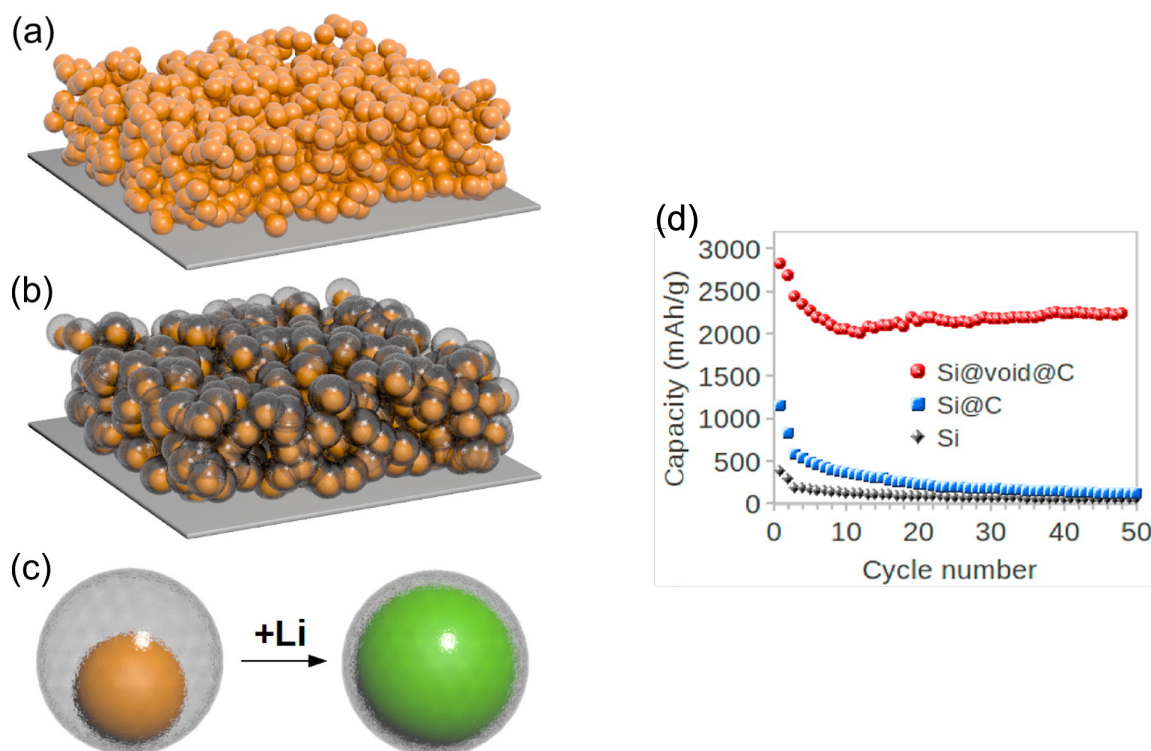 (a)
(b)
(c)
+Li
(d)
3000
2500
2000
1500
1000
500
0
Capacity (mAh/g)
Si@void@C
Si@C
Si
0 10 20 30 40 50
Cycle number